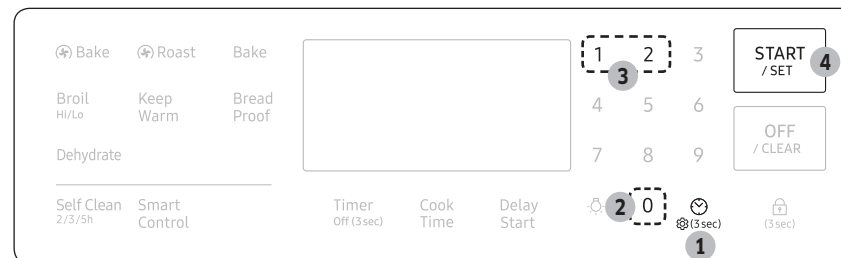 Bake Roast Bake 1 2 3 START
/ SET 4
3
Broil Keep Bread
Hi/Lo Warm Proof
4 5 6
OFF
/ CLEAR
Dehydrate 7 8 9
Self Clean Smart Timer Cook Delay 2 0
2/3/5h Control Off (3 sec) Time Start (3 sec) (3 sec)
1